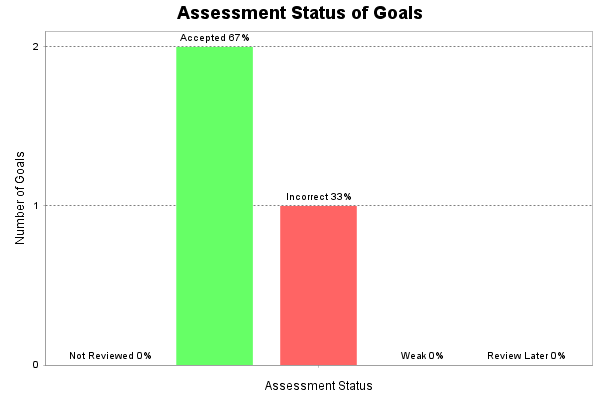 Assessment Status of Goals
2
Accepted 67%
Number of Goals
1
Incorrect 33%
0
Not Reviewed 0%
Weak 0%
Review Later 0%
Assessment Status